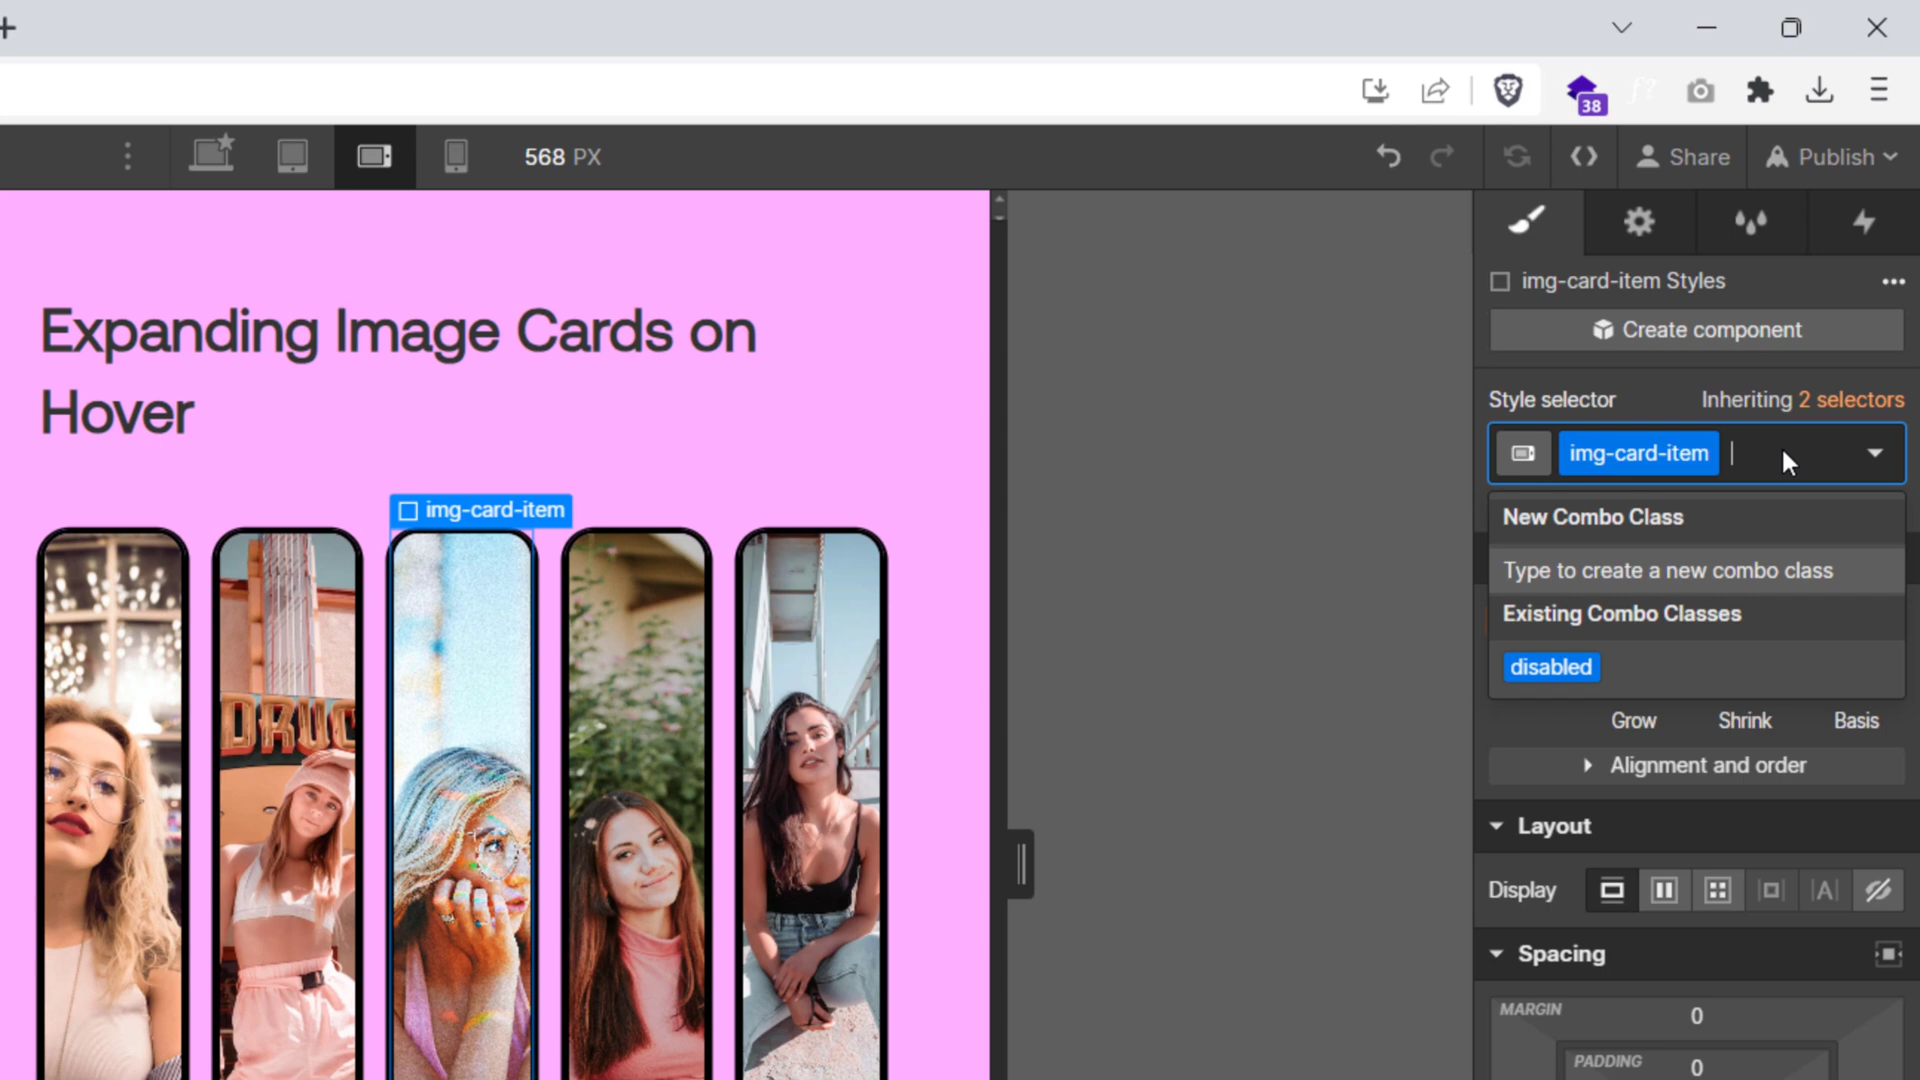 38
568 PX
Share
Publish
img-card-item Styles
Create component
Expanding Image Cards on
Hover
Style selector
Inheriting 2 selectors
img-card-item
img-card-item
New Combo Class
Type to create a new combo class
Existing Combo Classes
disabled
DRUG
Grow Shrink Basis
Alignment and order
Layout
Display
Spacing
MARGIN
0
PADDING
0